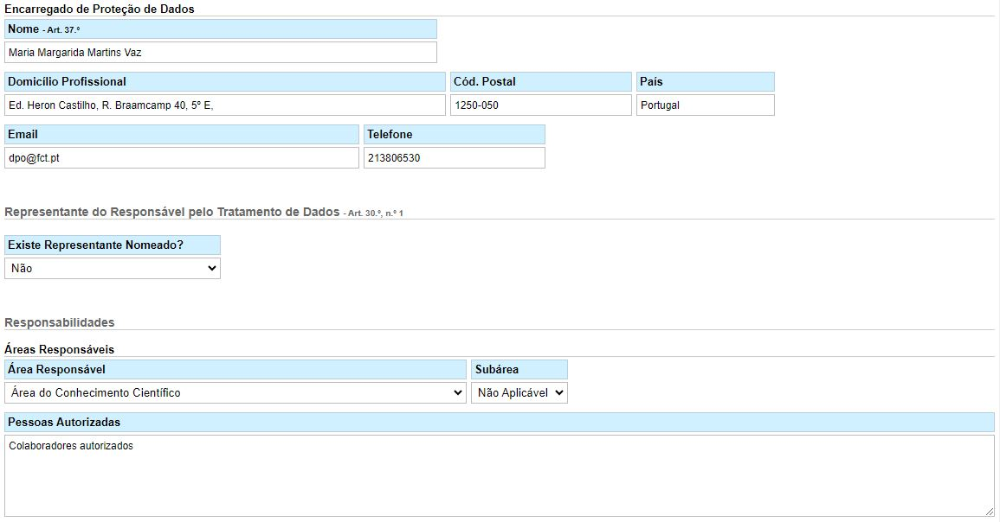 Encarregado de Proteção de Dados
Nome - Art. 37.º
Maria Margarida Martins Vaz
Domicílio Profissional Cód. Postal País
Ed. Heron Castilho, R. Braamcamp 40, 5º E, 1250-050 Portugal
Email Telefone
dpo@fct.pt 213806530
Representante do Responsável pelo Tratamento de Dados - Art. 30.º, n.º 1
Existe Representante Nomeado?
Não
Responsabilidades
Áreas Responsáveis
Área Responsável Subárea
Área do Conhecimento Científico Não Aplicável
Pessoas Autorizadas
Colaboradores autorizados